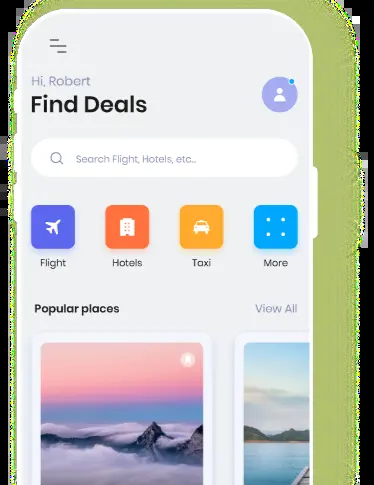 Hi, Robert
Find Deals
Search Flight, Hotels, etc..
Flight Hotels Taxi More
Popular places View All